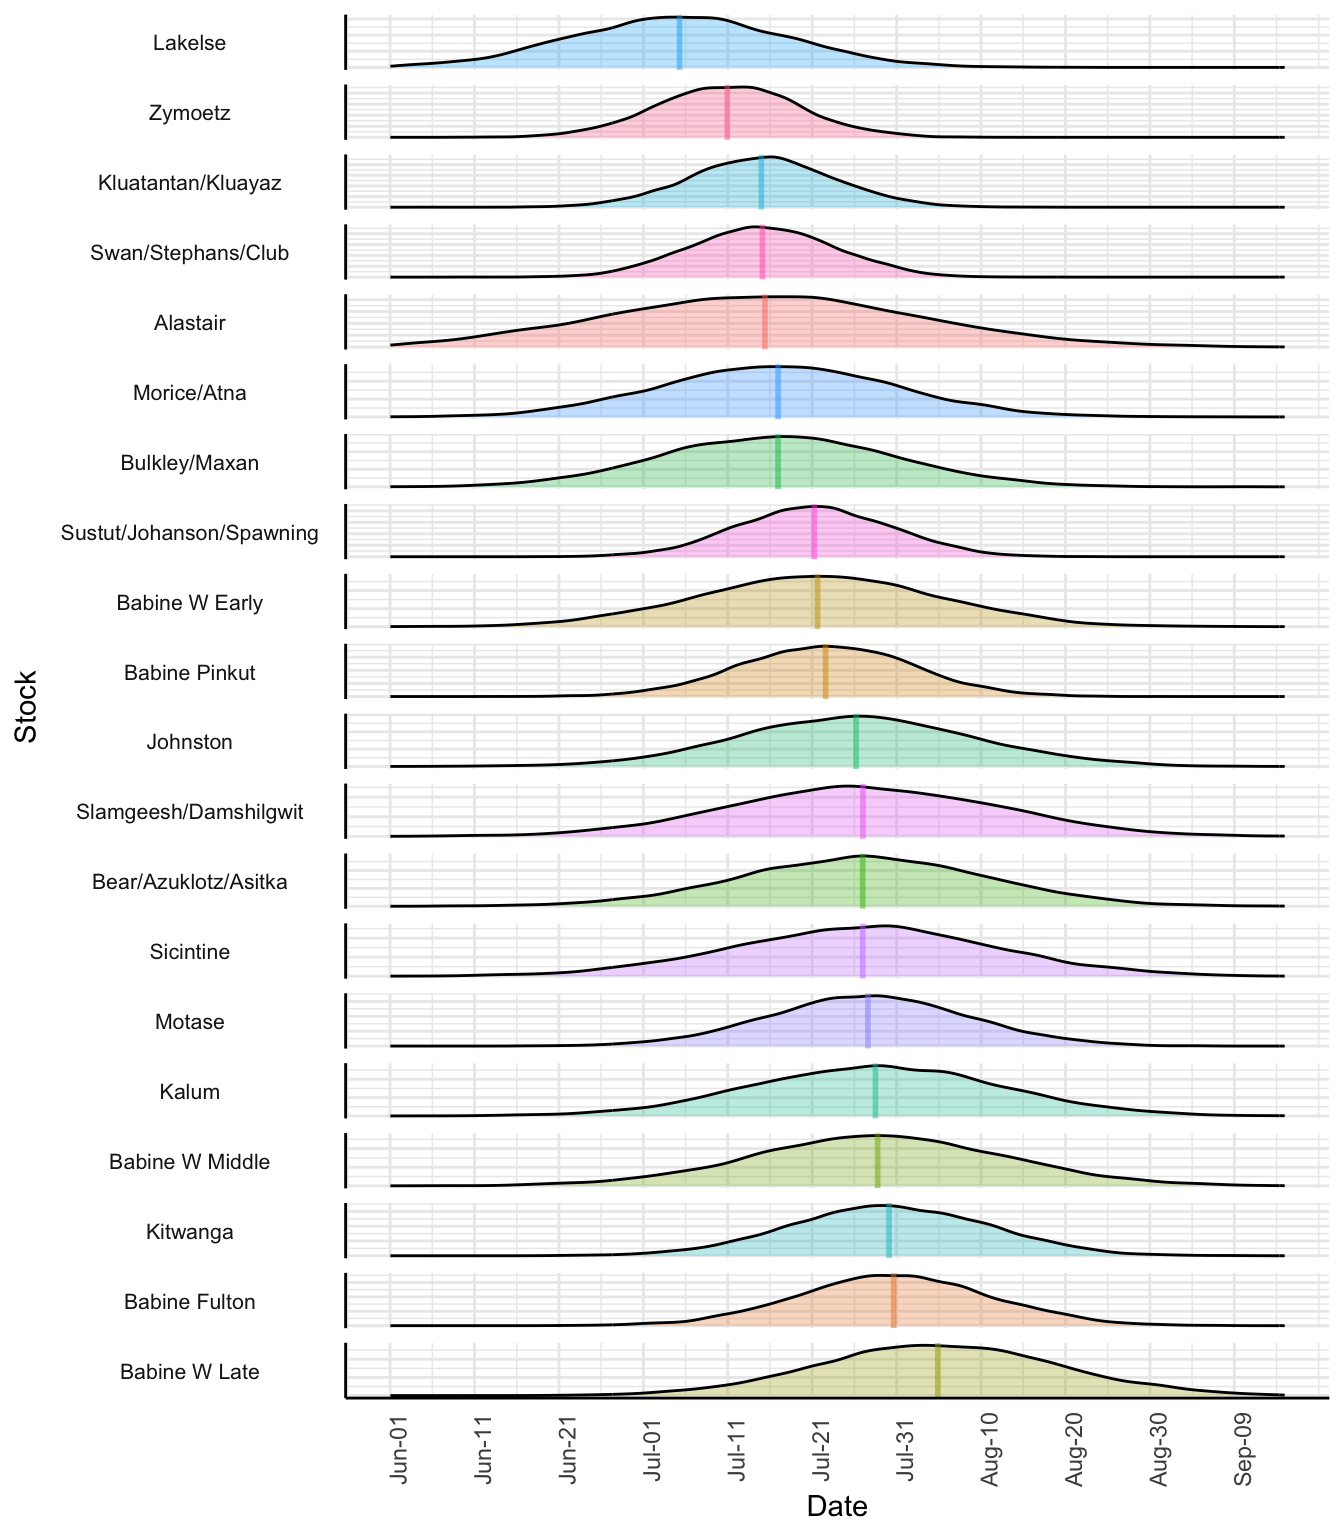 Lakelse
Zymoetz
Kluatantan/Kluayaz
Swan/Stephans/Club
Alastair
Morice/Atna
Bulkley/Maxan
Sustut/Johanson/Spawning
Babine W Early
Babine Pinkut
Johnston
Slamgeesh/Damshilgwit
Bear/Azuklotz/Asitka
Sicintine
Motase
Kalum
Babine W Middle
Kitwanga
Babine Fulton
Babine W Late
Stock
Jun-01
Jun-11
Jun-21
Jul-01
Jul-11
Jul-21
Jul-31
Aug-10
Aug-20
Aug-30
Sep-09
Date